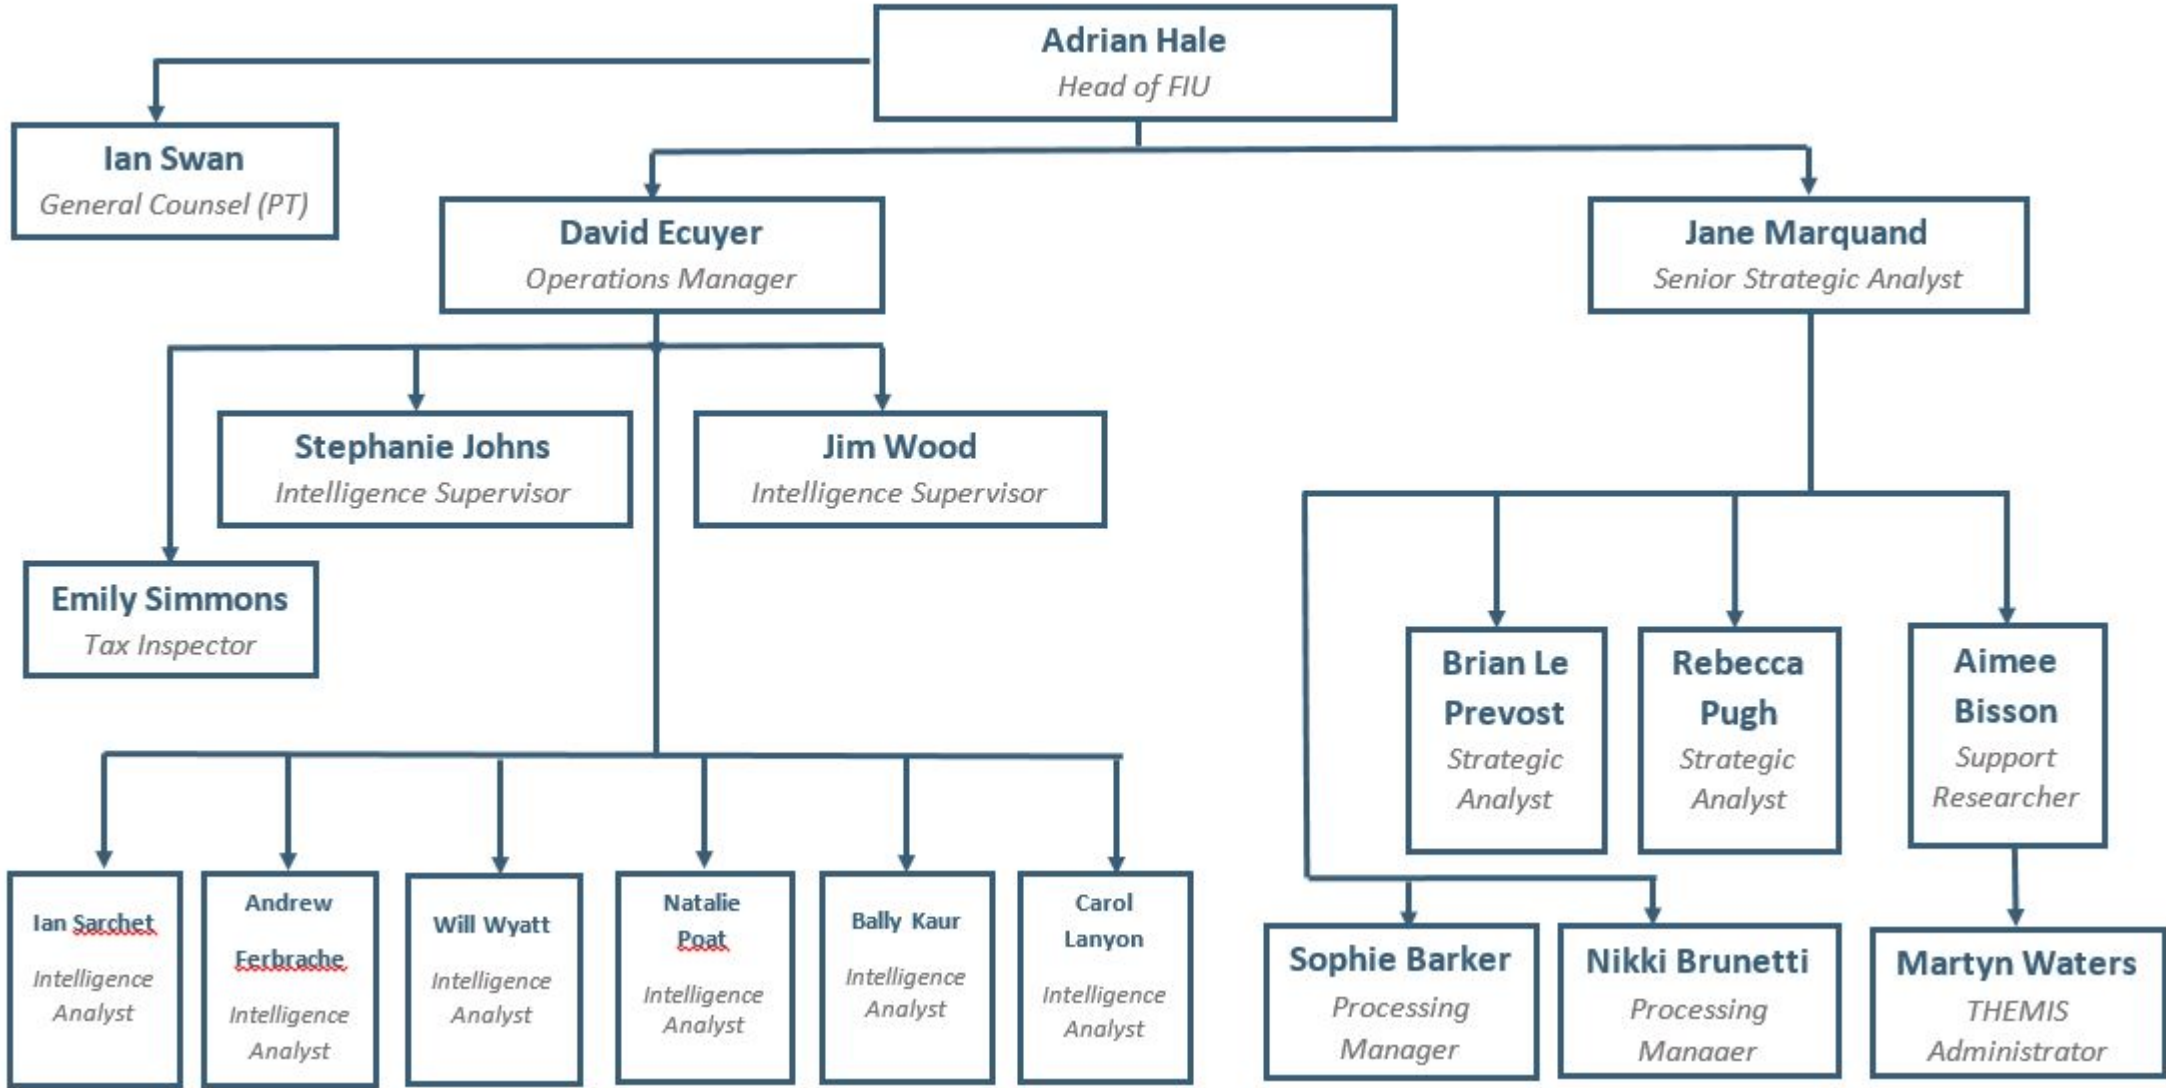 Adrian Hale
Head of FIU
Ian Swan
General Counsel (PT)
David Ecuyer
Operations Manager
Jane Marquand
Senior Strategic Analyst
Stephanie Johns
Intelligence Supervisor
Jim Wood
Intelligence Supervisor
Emily Simmons
Tax Inspector
Brian Le
Prevost
Strategic
Analyst
Rebecca
Pugh
Strategic
Analyst
Aimee
Bisson
Support
Researcher
Ian Sarchet
Intelligence
Analyst
Andrew
Ferbrache
Intelligence
Analyst
Will Wyatt
Intelligence
Analyst
Natalie
Poat
Intelligence
Analyst
Bally Kaur
Intelligence
Analyst
Carol
Lanyon
Intelligence
Analyst
Sophie Barker
Processing
Manager
Nikki Brunetti
Processing
Manager
Martyn Waters
THEMIS
Administrator